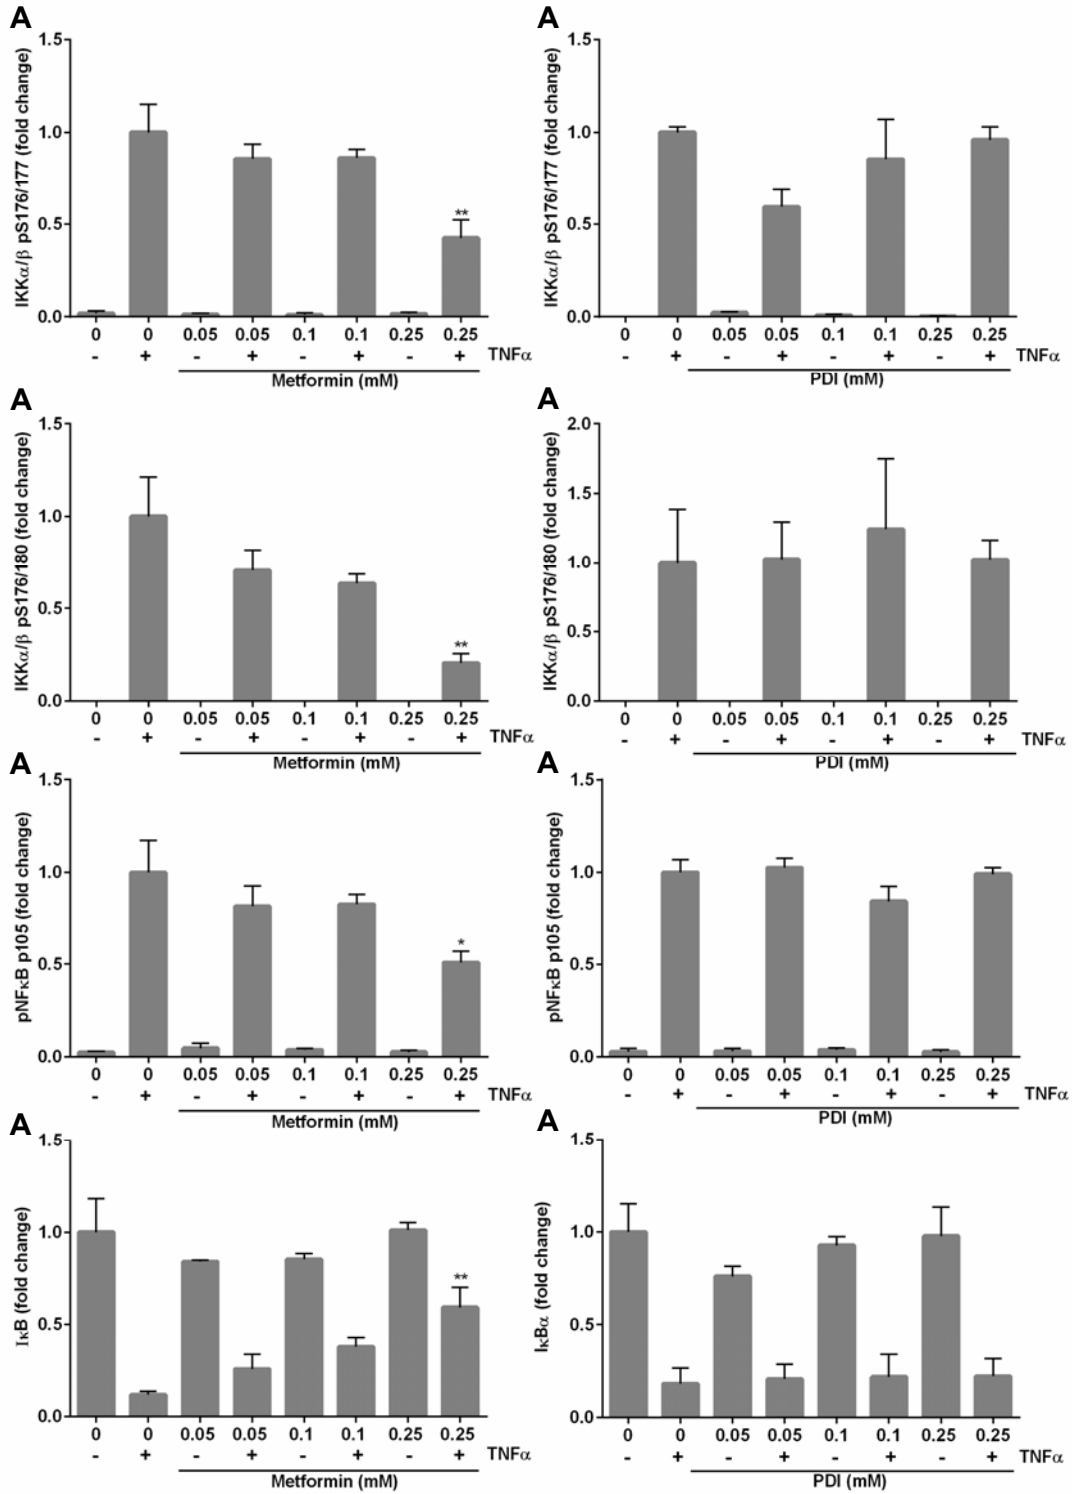 A
IKKα/β pS176/177 (fold change)
1.5
1.0
0.5
0.0
0 0 0.05 0.05 0.1 0.1 0.25 0.25
- + - + - + - + TNFα
Metformin (mM)
A
IKKα/β pS176/177 (fold change)
1.5
1.0
0.5
0.0
**
0 0 0.05 0.05 0.1 0.1 0.25 0.25
- + - + - + - + TNFα
PDI (mM)
A
IKKα/β pS176/180 (fold change)
1.5
1.0
0.5
0.0
**
0 0 0.05 0.05 0.1 0.1 0.25 0.25
- + - + - + - + TNFα
Metformin (mM)
A
IKKα/β pS176/180 (fold change)
2.0
1.5
1.0
0.5
0.0
0 0 0.05 0.05 0.1 0.1 0.25 0.25
- + - + - + - + TNFα
PDI (mM)
A
pNFκB p105 (fold change)
1.5
1.0
0.5
0.0
*
0 0 0.05 0.05 0.1 0.1 0.25 0.25
- + - + - + - + TNFα
Metformin (mM)
A
pNFκB p105 (fold change)
1.5
1.0
0.5
0.0
0 0 0.05 0.05 0.1 0.1 0.25 0.25
- + - + - + - + TNFα
PDI (mM)
A
IκB (fold change)
1.5
1.0
0.5
0.0
**
0 0 0.05 0.05 0.1 0.1 0.25 0.25
- + - + - + - + TNFα
Metformin (mM)
A
IκBα (fold change)
1.5
1.0
0.5
0.0
0 0 0.05 0.05 0.1 0.1 0.25 0.25
- + - + - + - + TNFα
PDI (mM)